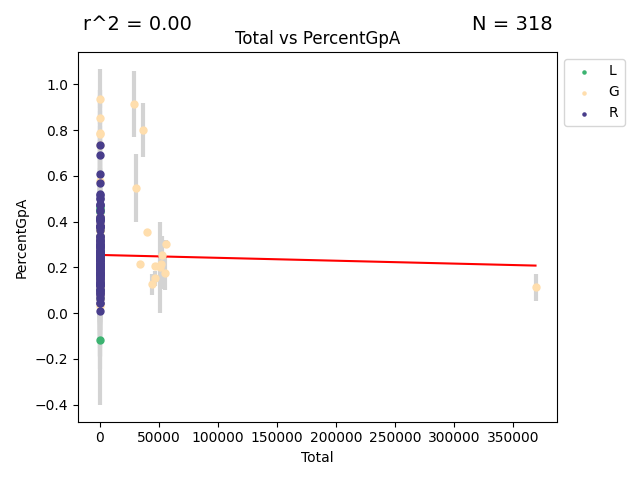 r^2 = 0.00
N = 318
Total vs PercentGpA
L
G
R
1.0
0.8
0.6
0.4
0.2
0.0
−0.2
−0.4
PercentGpA
0 50000 100000 150000 200000 250000 300000 350000
Total